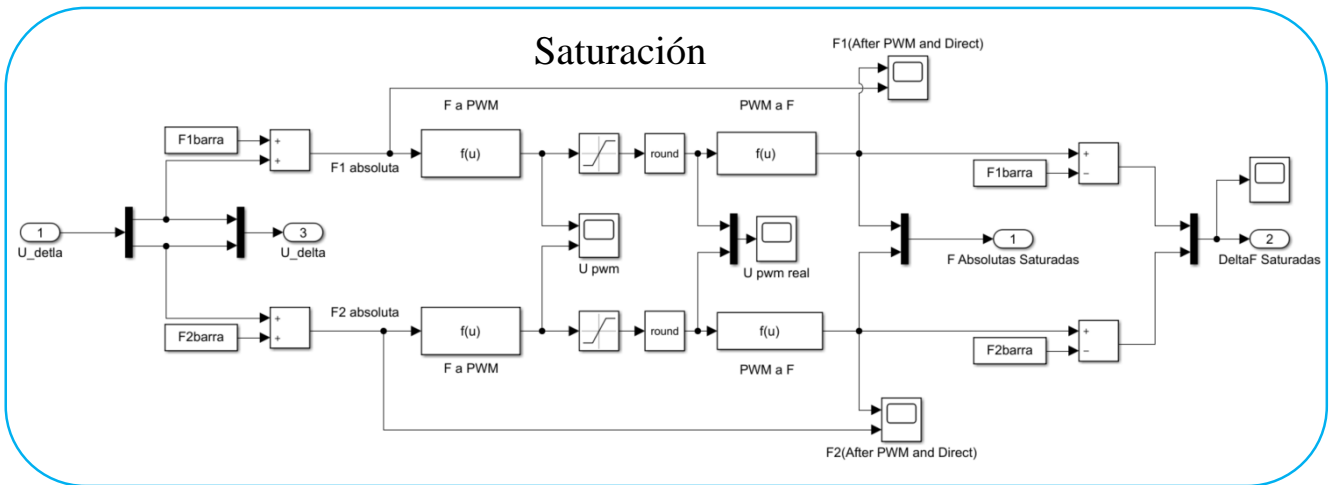 Saturación
F1(After PWM and Direct)
F a PWM
PWM a F
F1barra
+
+
F1 absoluta
f(u)
round
f(u)
F1barra
+
−
1
U_detla
3
U_delta
U pwm
U pwm real
1
F Absolutas Saturadas
2
DeltaF Saturadas
F2 absoluta
+
+
F2barra
f(u)
round
f(u)
F2barra
+
−
F a PWM
PWM a F
F2(After PWM and Direct)